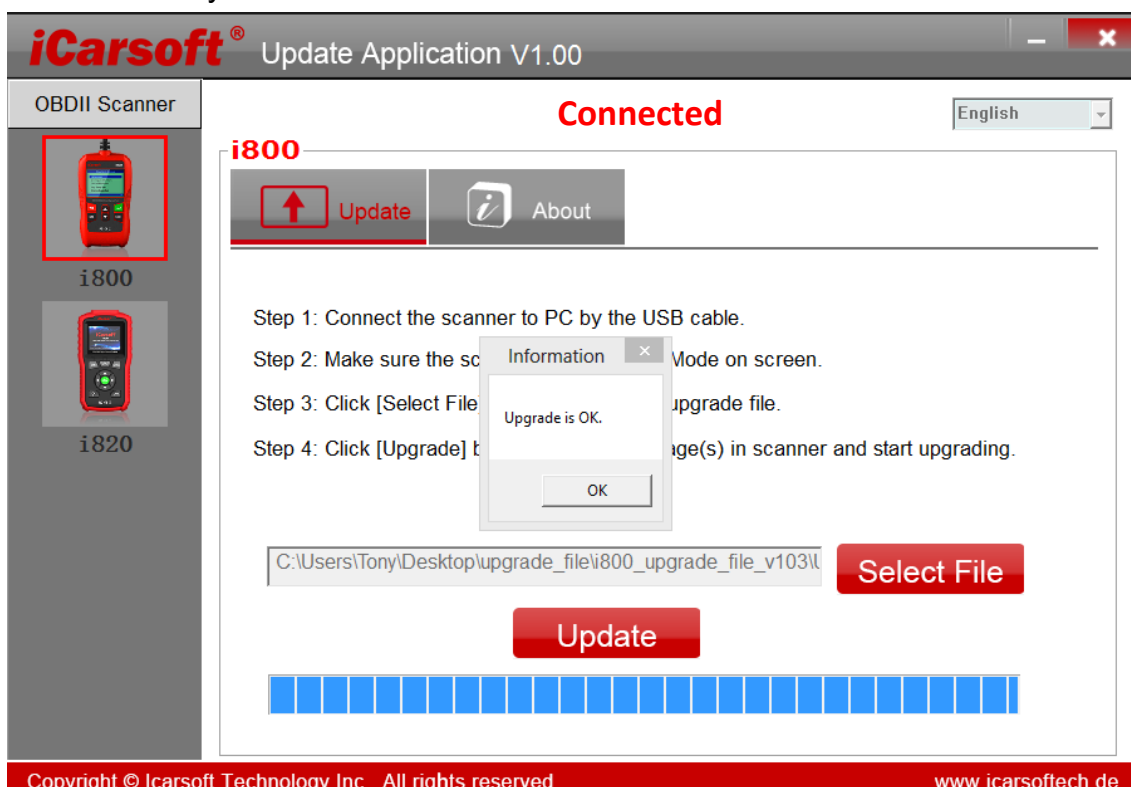 iCarsoft® Update Application V1.00
OBDII Scanner
Connected
English
i800
Update
About
i800
i820
Step 1: Connect the scanner to PC by the USB cable.
Step 2: Make sure the sc Mode on screen.
Step 3: Click [Select File] upgrade file.
Step 4: Click [Upgrade] age(s) in scanner and start upgrading.
Information
Upgrade is OK.
OK
C:\Users\Tony\Desktop\upgrade_file\i800_upgrade_file_v103\U
Select File
Update
Copyright © Icarsoft Technology Inc. All rights reserved
www.icarsoftech.de